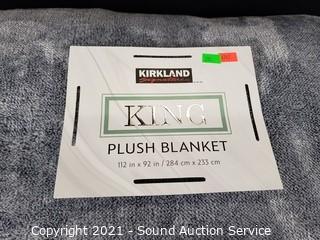 KIRKLAND
Signature
KING
PLUSH BLANKET
112 in x 92 in / 284 cm x 233 cm
Copyright 2021 - Sound Auction Service